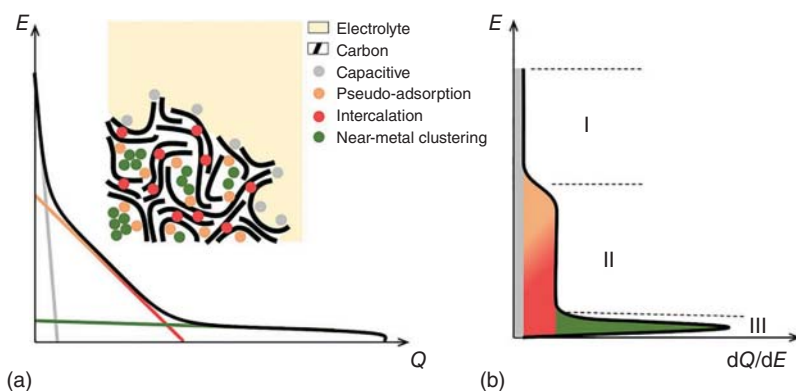 E
Electrolyte
Carbon
Capacitive
Pseudo-adsorption
Intercalation
Near-metal clustering
Q
(a)
E
I
II
III
dQ/dE
(b)